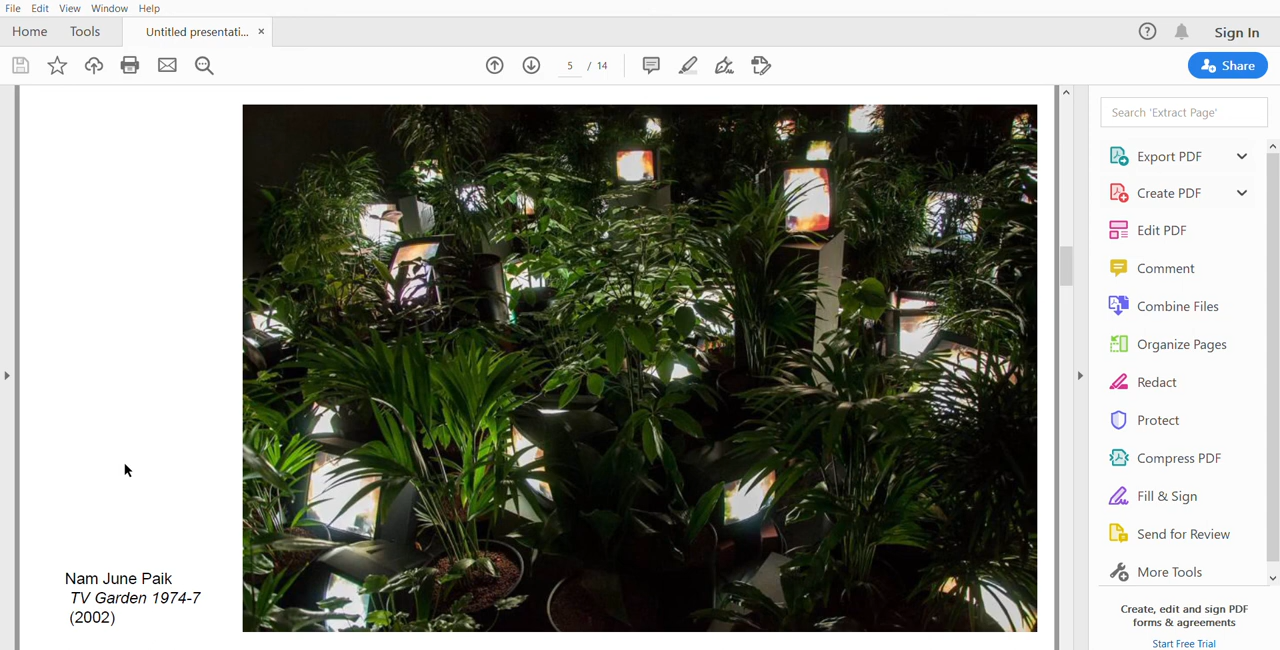 File Edit View Window Help
Home Tools Untitled presentati... × ? Sign In
5 / 14 Share
Search 'Extract Page'
Export PDF
Create PDF
Edit PDF
Comment
Combine Files
Organize Pages
Redact
Protect
Compress PDF
Fill & Sign
Send for Review
More Tools
Create, edit and sign PDF
forms & agreements
Start Free Trial
Nam June Paik
TV Garden 1974-7
(2002)